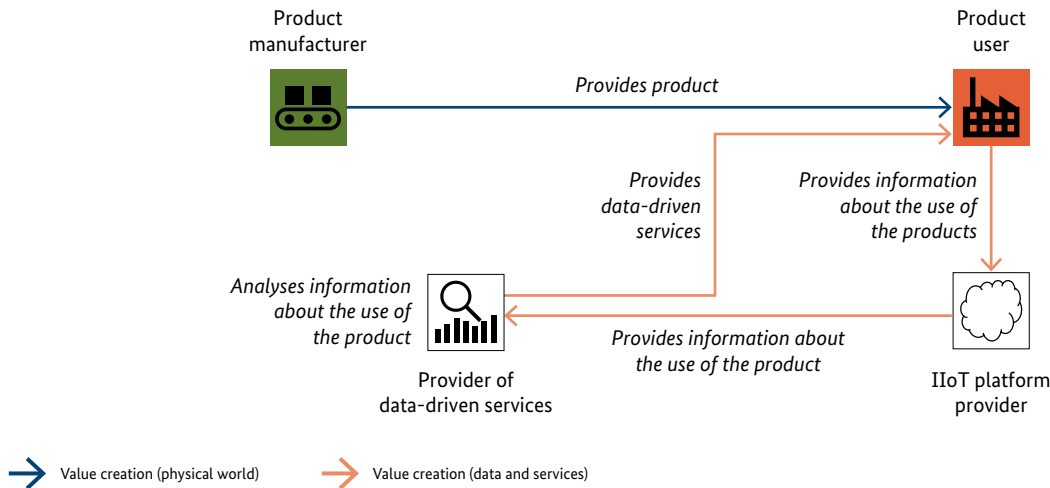 Product
manufacturer
Product
user
Provides product
Provides
data-driven
services
Provides information
about the use of
the products
Analyses information
about the use of
the product
Provides information about
the use of the product
Provider of
data-driven services
IIoT platform
provider
Value creation (physical world)
Value creation (data and services)